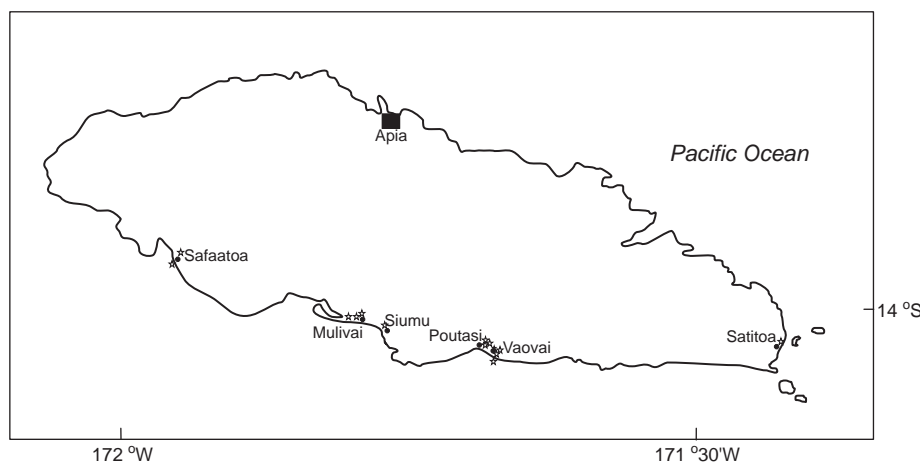 Apia
Pacific Ocean
Safaatoa
14 °S
Mulivai
Siumu
Poutasi
Vaovai
Satitoa
172 °W
171 °30'W